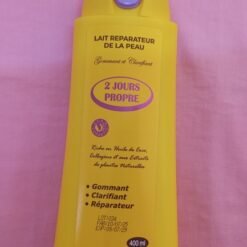 LAIT REPARATEUR
DE LA PEAU
Gommant et Clarifiant
2 JOURS
PROPRE
Riche en Huile de Coco,
Collagène et aux Extraits
de plantes Naturelles
• Gommant
• Clarifiant
• Réparateur
400 ml